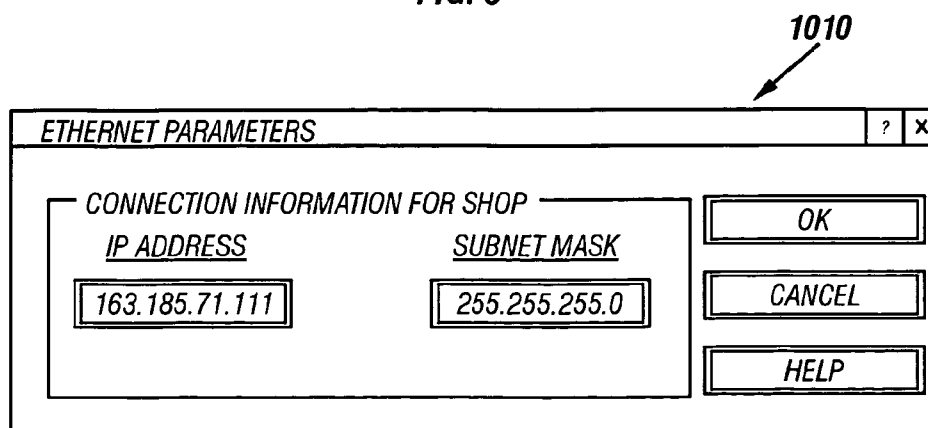 1010
ETHERNET PARAMETERS ? X
CONNECTION INFORMATION FOR SHOP
IP ADDRESS SUBNET MASK
163.185.71.111 255.255.255.0
OK
CANCEL
HELP